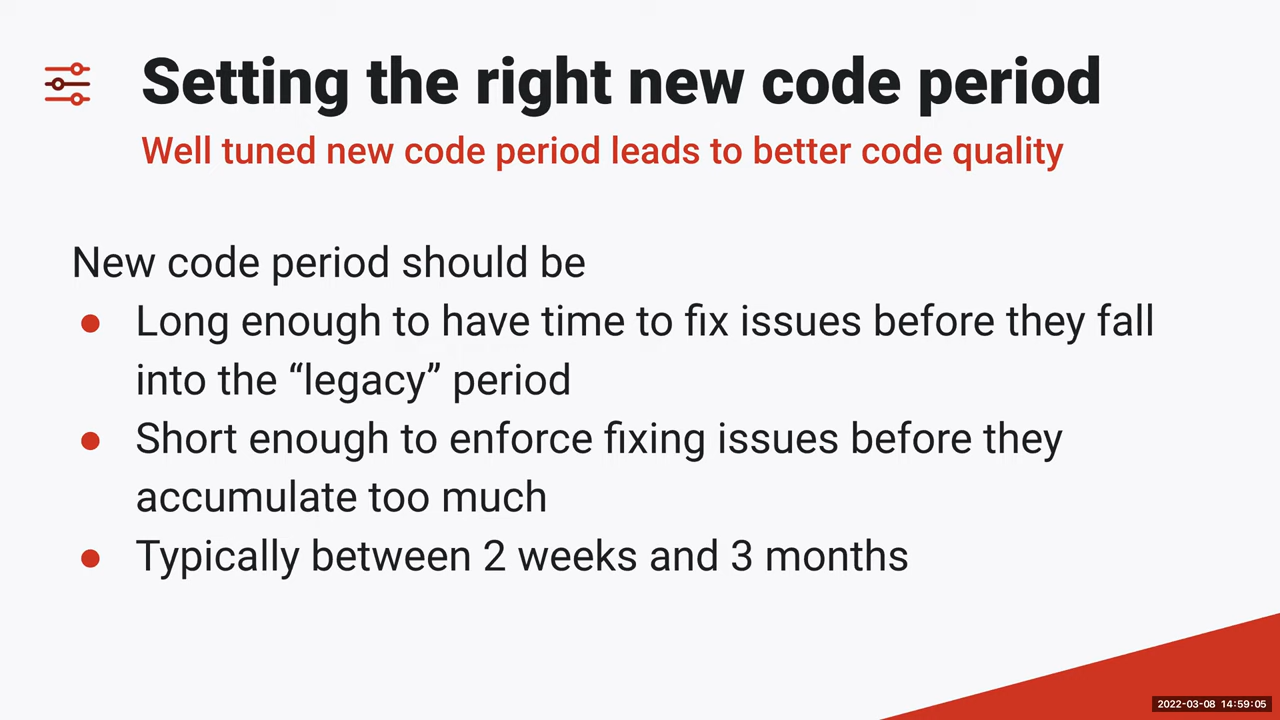 Setting the right new code period
Well tuned new code period leads to better code quality
New code period should be
● Long enough to have time to fix issues before they fall
into the “legacy” period
● Short enough to enforce fixing issues before they
accumulate too much
● Typically between 2 weeks and 3 months
2022-03-08 14:59:05